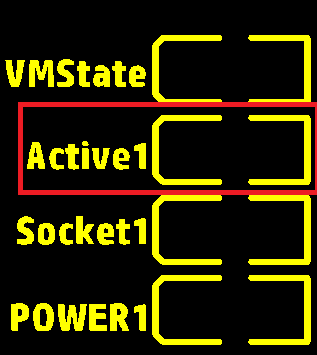 VMState
Active1
Socket1
POWER1